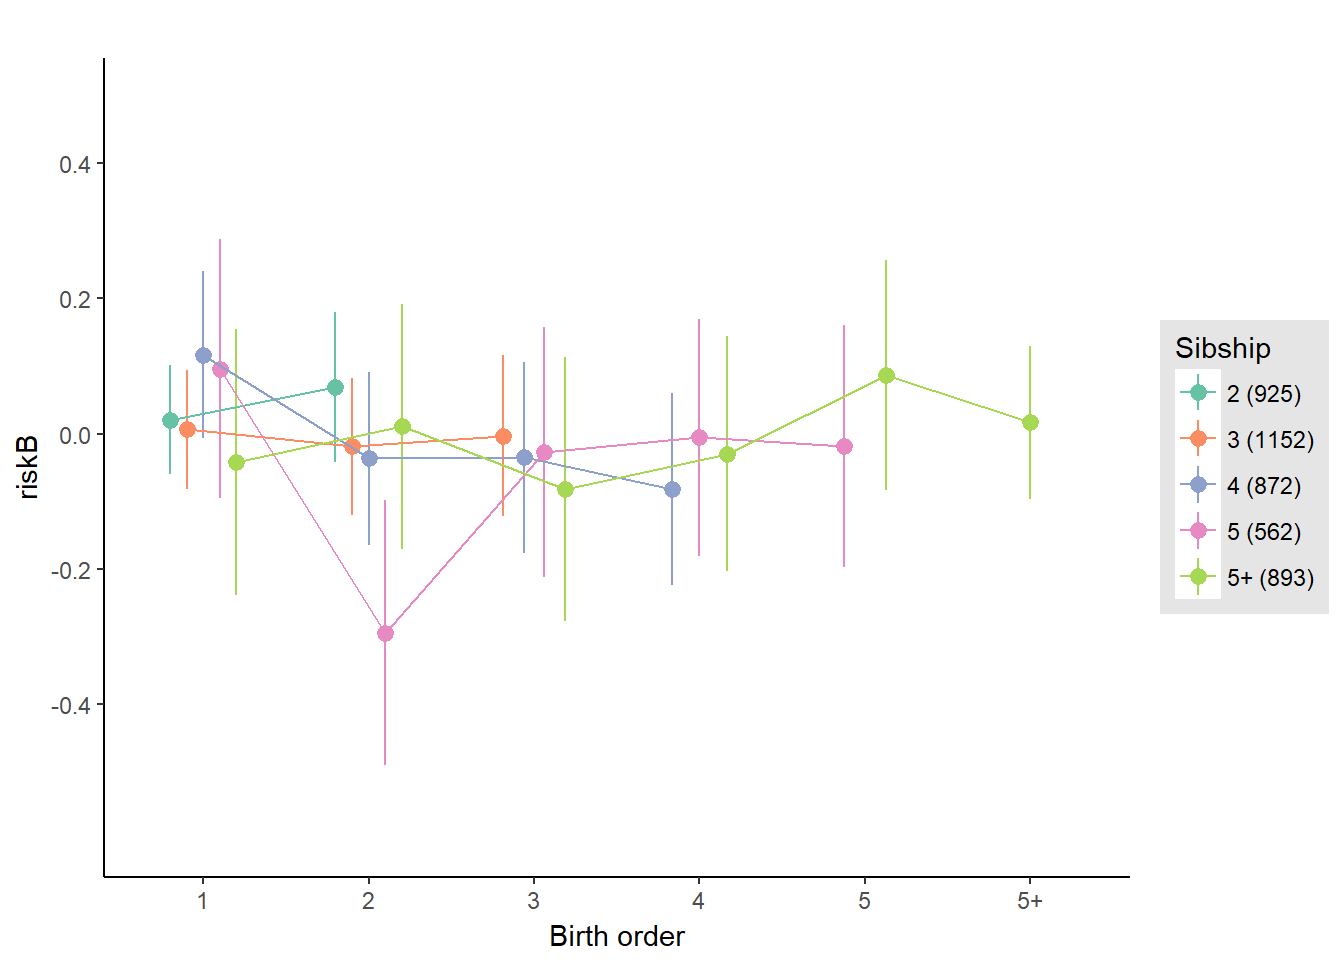 0.4
0.2
0.0
-0.2
-0.4
riskB
1 2 3 4 5 5+
Birth order
Sibship
2 (925)
3 (1152)
4 (872)
5 (562)
5+ (893)